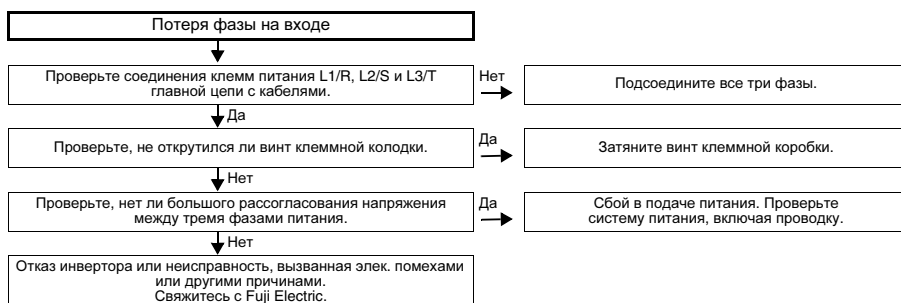 Потеря фазы на входе
Проверьте соединения клемм питания L1/R, L2/S и L3/T
главной цепи с кабелями.
Нет
Подсоедините все три фазы.
Да
Проверьте, не открутился ли винт клеммной колодки.
Да
Затяните винт клеммной коробки.
Нет
Проверьте, нет ли большого рассогласования напряжения
между тремя фазами питания.
Да
Сбой в подаче питания. Проверьте
систему питания, включая проводку.
Нет
Отказ инвертора или неисправность, вызванная элек. помехами
или другими причинами.
Свяжитесь с Fuji Electric.